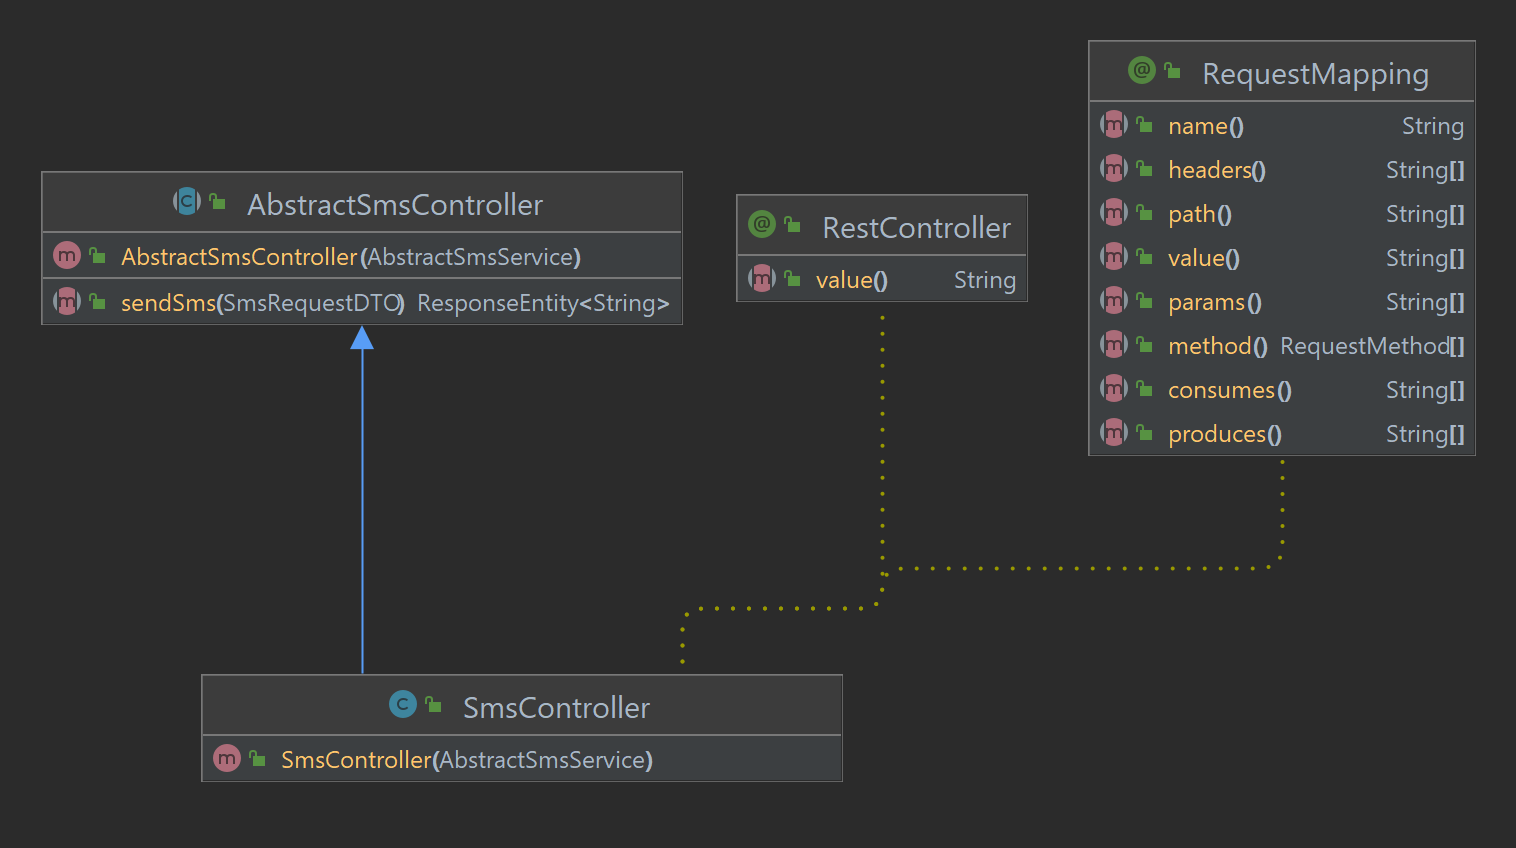 AbstractSmsController
AbstractSmsController(AbstractSmsService)
sendSms(SmsRequestDTO) ResponseEntity<String>
RestController
value() String
RequestMapping
name() String
headers() String[]
path() String[]
value() String[]
params() String[]
method() RequestMethod[]
consumes() String[]
produces() String[]
SmsController
SmsController(AbstractSmsService)